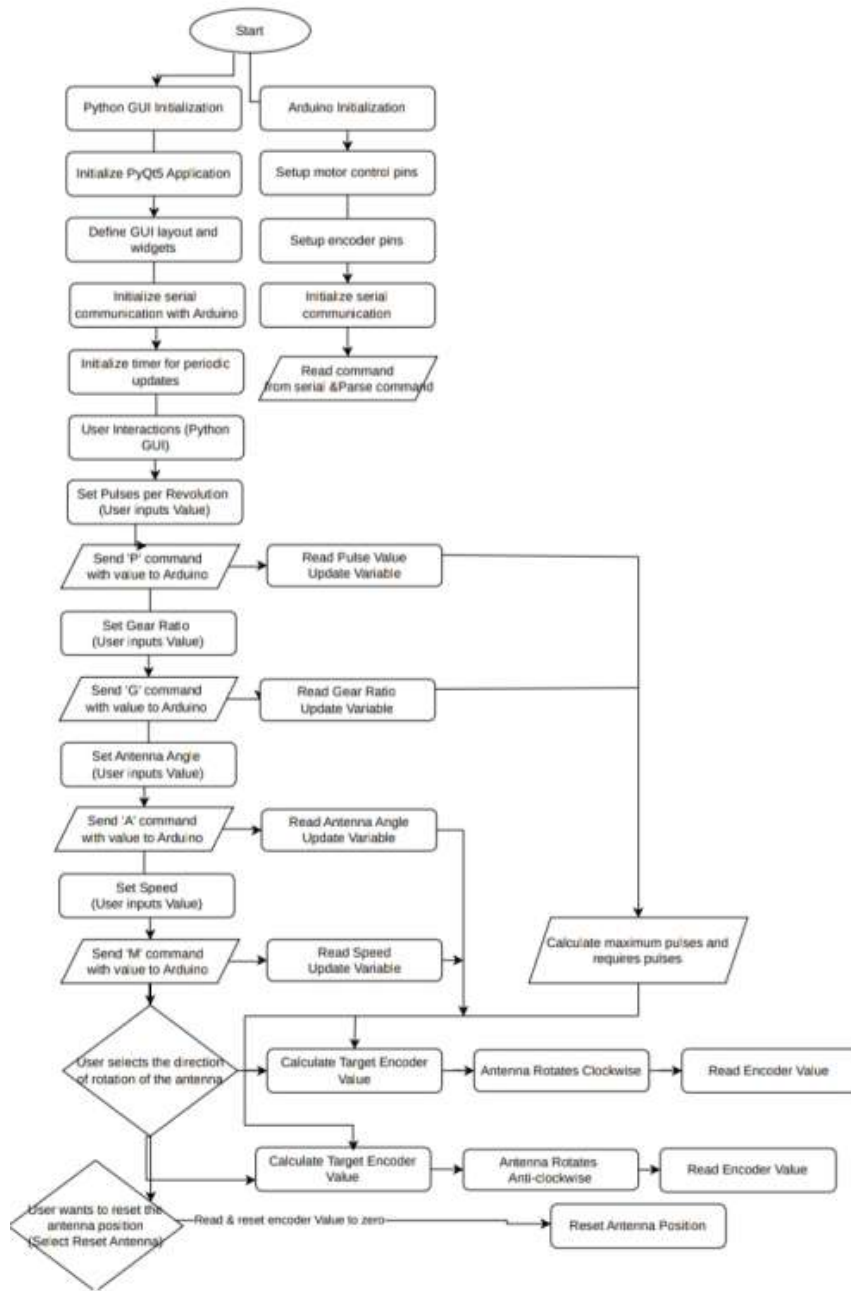 Start
Python GUI Initialization
Arduino Initialization
Initialize PyQt5 Application
Setup motor control pins
Define GUI layout and
widgets
Setup encoder pins
Initialize serial
communication with Arduino
Initialize serial
communication
Initialize timer for periodic
updates
Read command
from serial &Parse command
User Interactions (Python
GUI)
Set Pulses per Revolution
(User inputs Value)
Send 'P' command
with value to Arduino
Read Pulse Value
Update Variable
Set Gear Ratio
(User inputs Value)
Send 'G' command
with value to Arduino
Read Gear Ratio
Update Variable
Set Antenna Angle
(User inputs Value)
Send 'A' command
with value to Arduino
Read Antenna Angle
Update Variable
Set Speed
(User inputs Value)
Send 'M' command
with value to Arduino
Read Speed
Update Variable
Calculate maximum pulses and
requires pulses
User selects the direction
of rotation of the antenna
Calculate Target Encoder
Value
Antenna Rotates Clockwise
Read Encoder Value
Calculate Target Encoder
Value
Antenna Rotates
Anti-clockwise
Read Encoder Value
User wants to reset the
antenna position
(Select Reset Antenna)
Read & reset encoder Value to zero
Reset Antenna Position